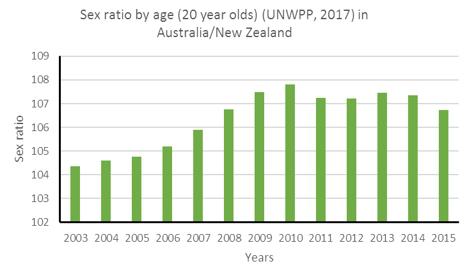 Sex ratio by age (20 year olds) (UNWPP, 2017) in
Australia/New Zealand
109
108
107
106
105
104
103
102
Sex ratio
2003 2004 2005 2006 2007 2008 2009 2010 2011 2012 2013 2014 2015
Years